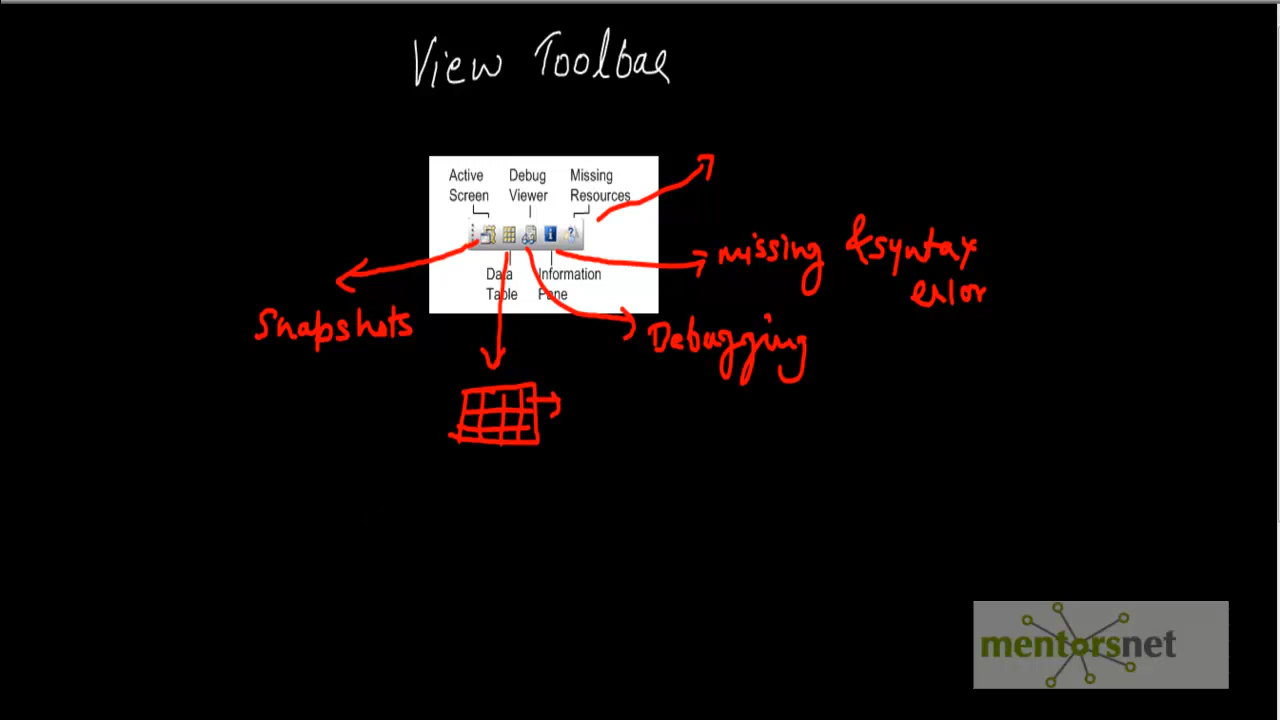 View Toolbar
Active Screen
Debug Viewer
Missing Resources
Data Table
Information Pane
missing & syntax error
Snapshots
Debugging
mentorsnet